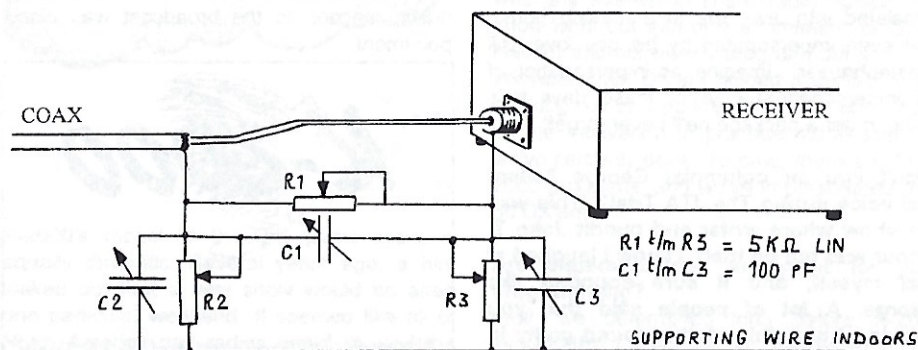 COAX
RECEIVER
R1
C1
C2
R2
R3
C3
R1 t/m R3 = 5KΩ LIN
C1 t/m C3 = 100 PF
SUPPORTING WIRE INDOORS